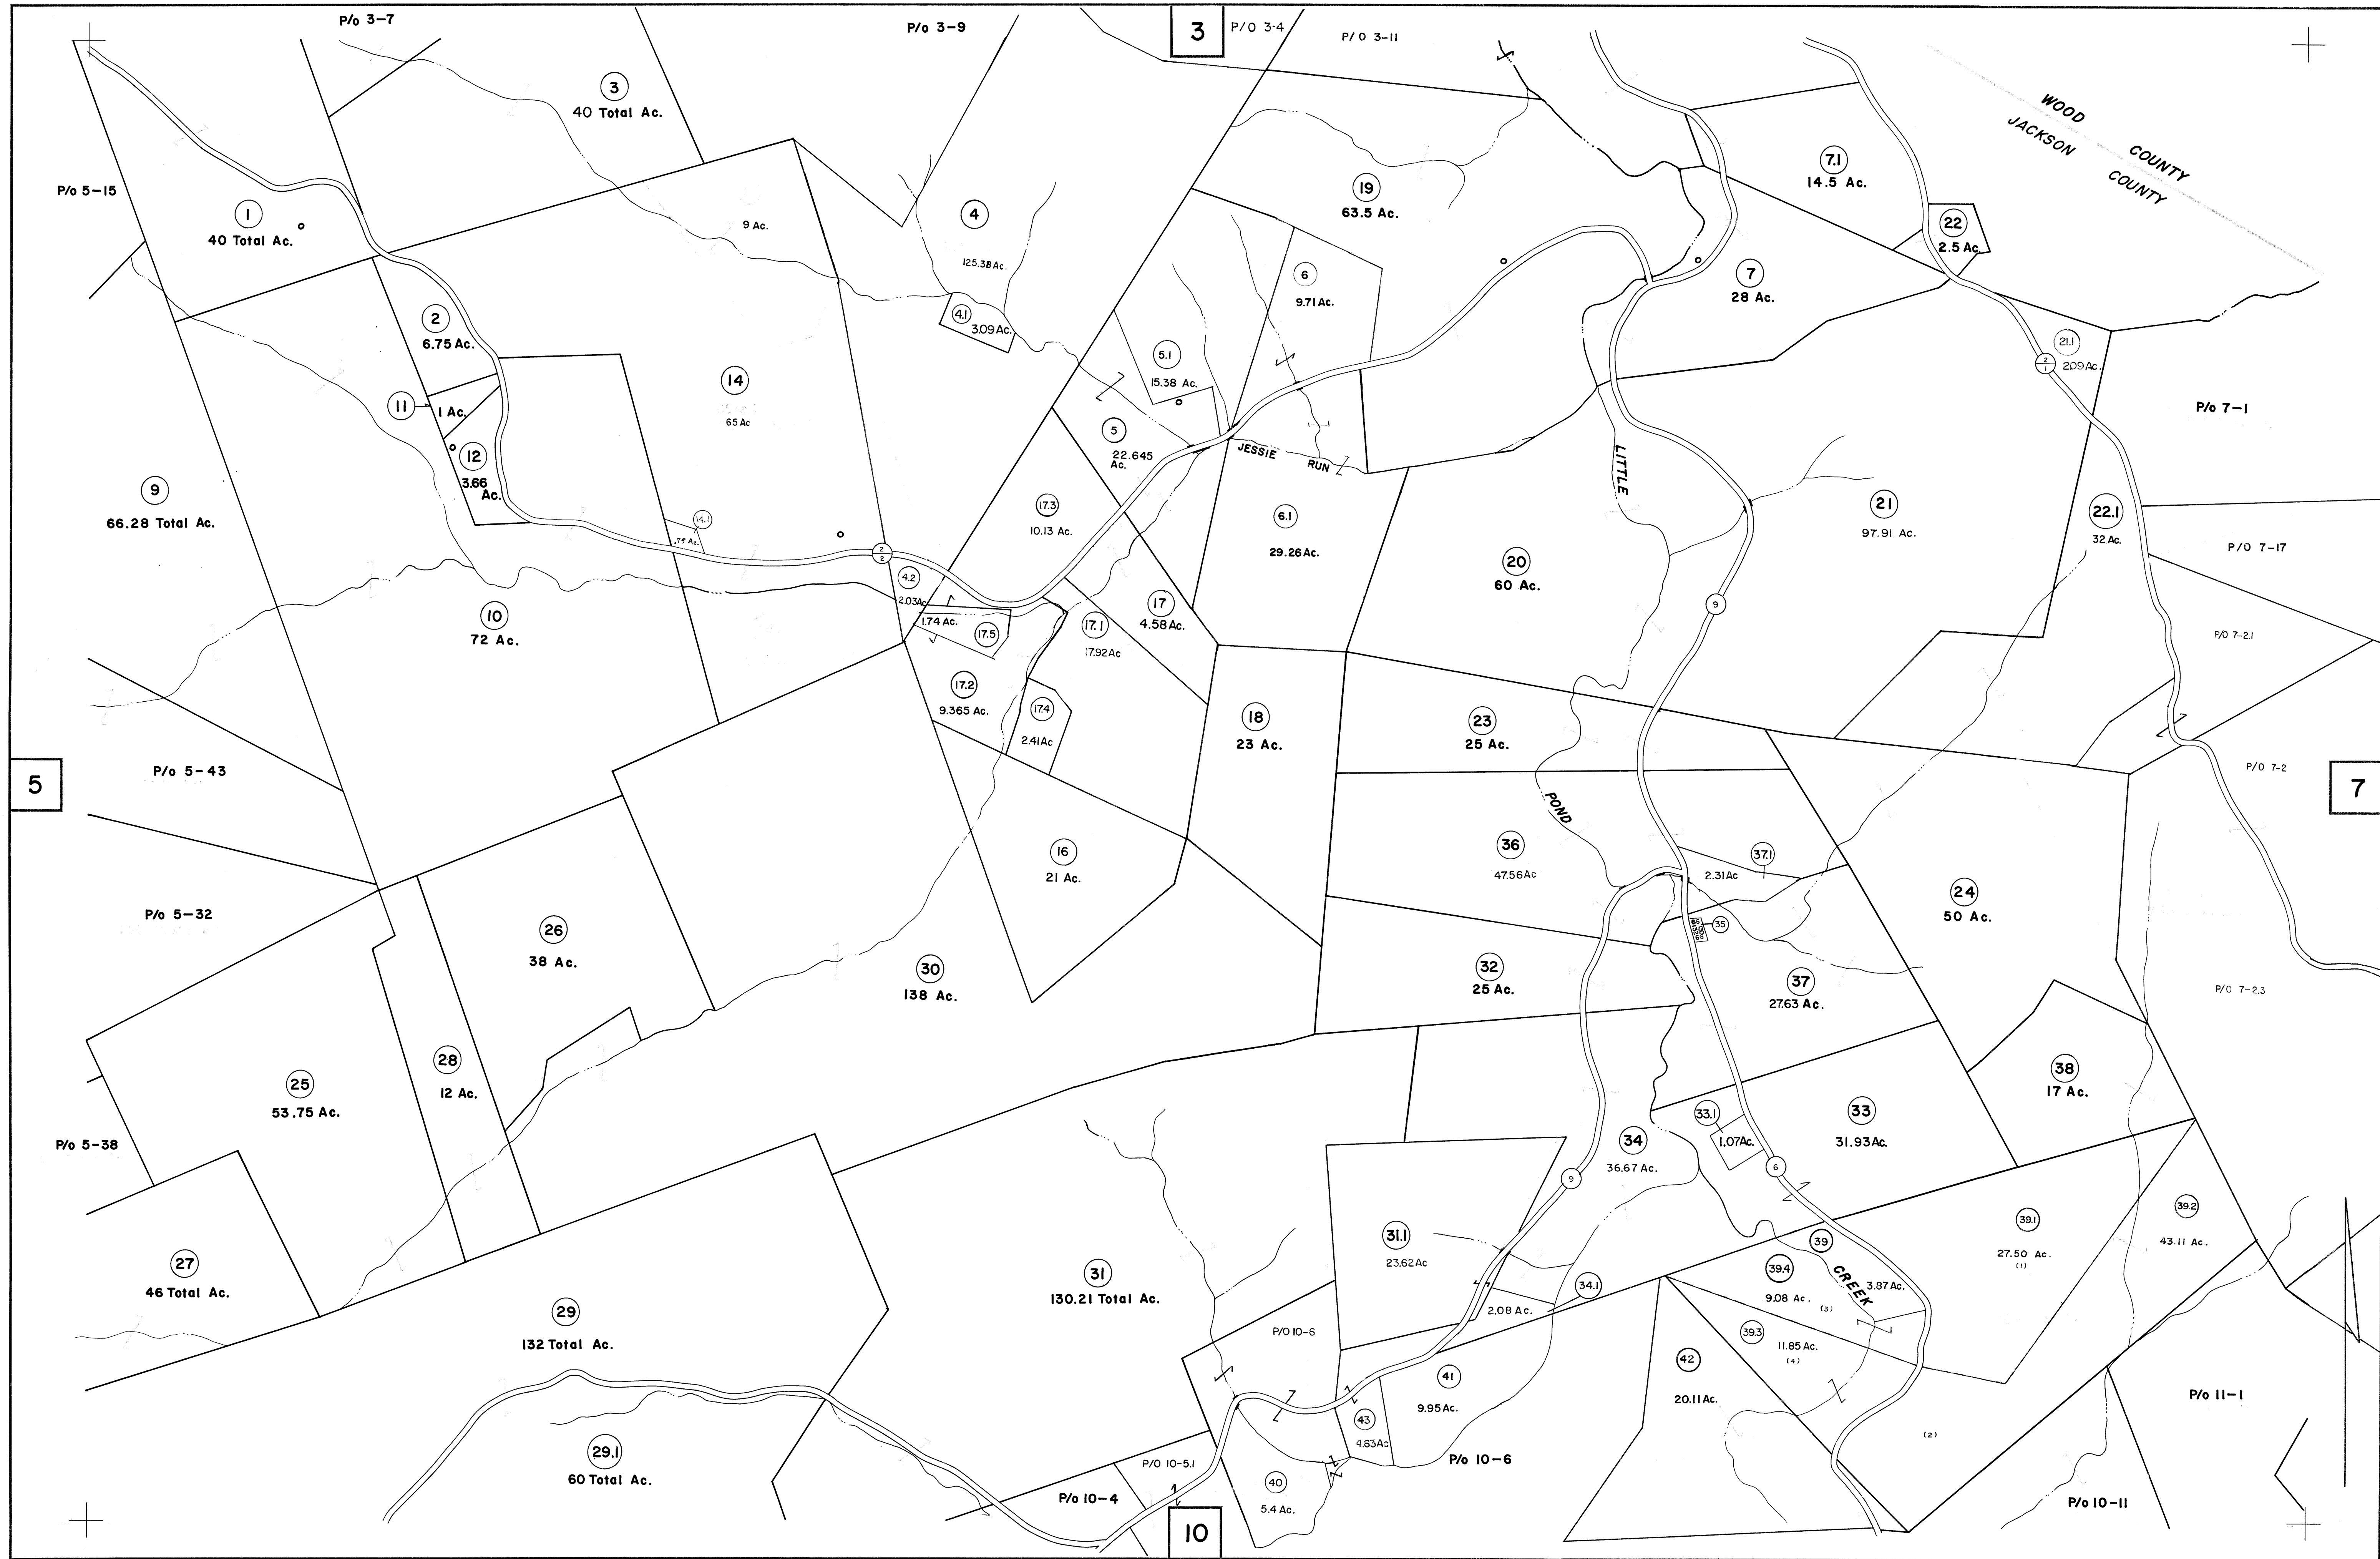 P/o 3-7
P/o 3-9
3
P/O 3-4
P/O 3-11
WOOD COUNTY
JACKSON COUNTY
P/o 5-15
3
40 Total Ac.
1
40 Total Ac.
9 Ac.
4
125.38 Ac.
19
63.5 Ac.
7.1
14.5 Ac.
22
2.5 Ac.
7
28 Ac.
6
9.71 Ac.
4.1
3.09 Ac.
2
6.75 Ac.
5.1
15.38 Ac.
21.1
2.09 Ac.
2
1
14
65 Ac
11
1 Ac.
P/o 7-1
5
22.645
Ac.
12
3.66
Ac.
JESSIE RUN
LITTLE
9
66.28 Total Ac.
14.1
.75 Ac.
17.3
10.13 Ac.
6.1
29.26 Ac.
21
97.91 Ac.
22.1
32 Ac.
P/O 7-17
2
2
20
60 Ac.
4.2
2.03 Ac.
9
10
72 Ac.
1.74 Ac.
17.5
17.1
17.92 Ac
17
4.58 Ac.
P/O 7-2.1
17.2
9.365 Ac.
17.4
2.41 Ac
18
23 Ac.
23
25 Ac.
P/o 5-43
5
P/O 7-2
7
POND
36
47.56 Ac
37.1
2.31 Ac
16
21 Ac.
24
50 Ac.
P/o 5-32
26
38 Ac.
35
30
138 Ac.
32
25 Ac.
37
27.63 Ac.
P/O 7-2.3
28
12 Ac.
25
53.75 Ac.
38
17 Ac.
P/o 5-38
33.1
1.07 Ac.
33
31.93 Ac.
34
36.67 Ac.
6
9
39.2
43.11 Ac.
39.1
27.50 Ac.
(1)
31.1
23.62 Ac
39
3.87 Ac.
CREEK
39.4
9.08 Ac.
(3)
27
46 Total Ac.
31
130.21 Total Ac.
34.1
2.08 Ac.
29
132 Total Ac.
P/O 10-6
39.3
11.85 Ac.
(4)
42
20.11 Ac.
41
9.95 Ac.
P/o 11-1
43
4.63 Ac
(2)
29.1
60 Total Ac.
P/O 10-5.1
P/o 10-6
40
5.4 Ac.
P/o 10-4
P/o 10-11
10